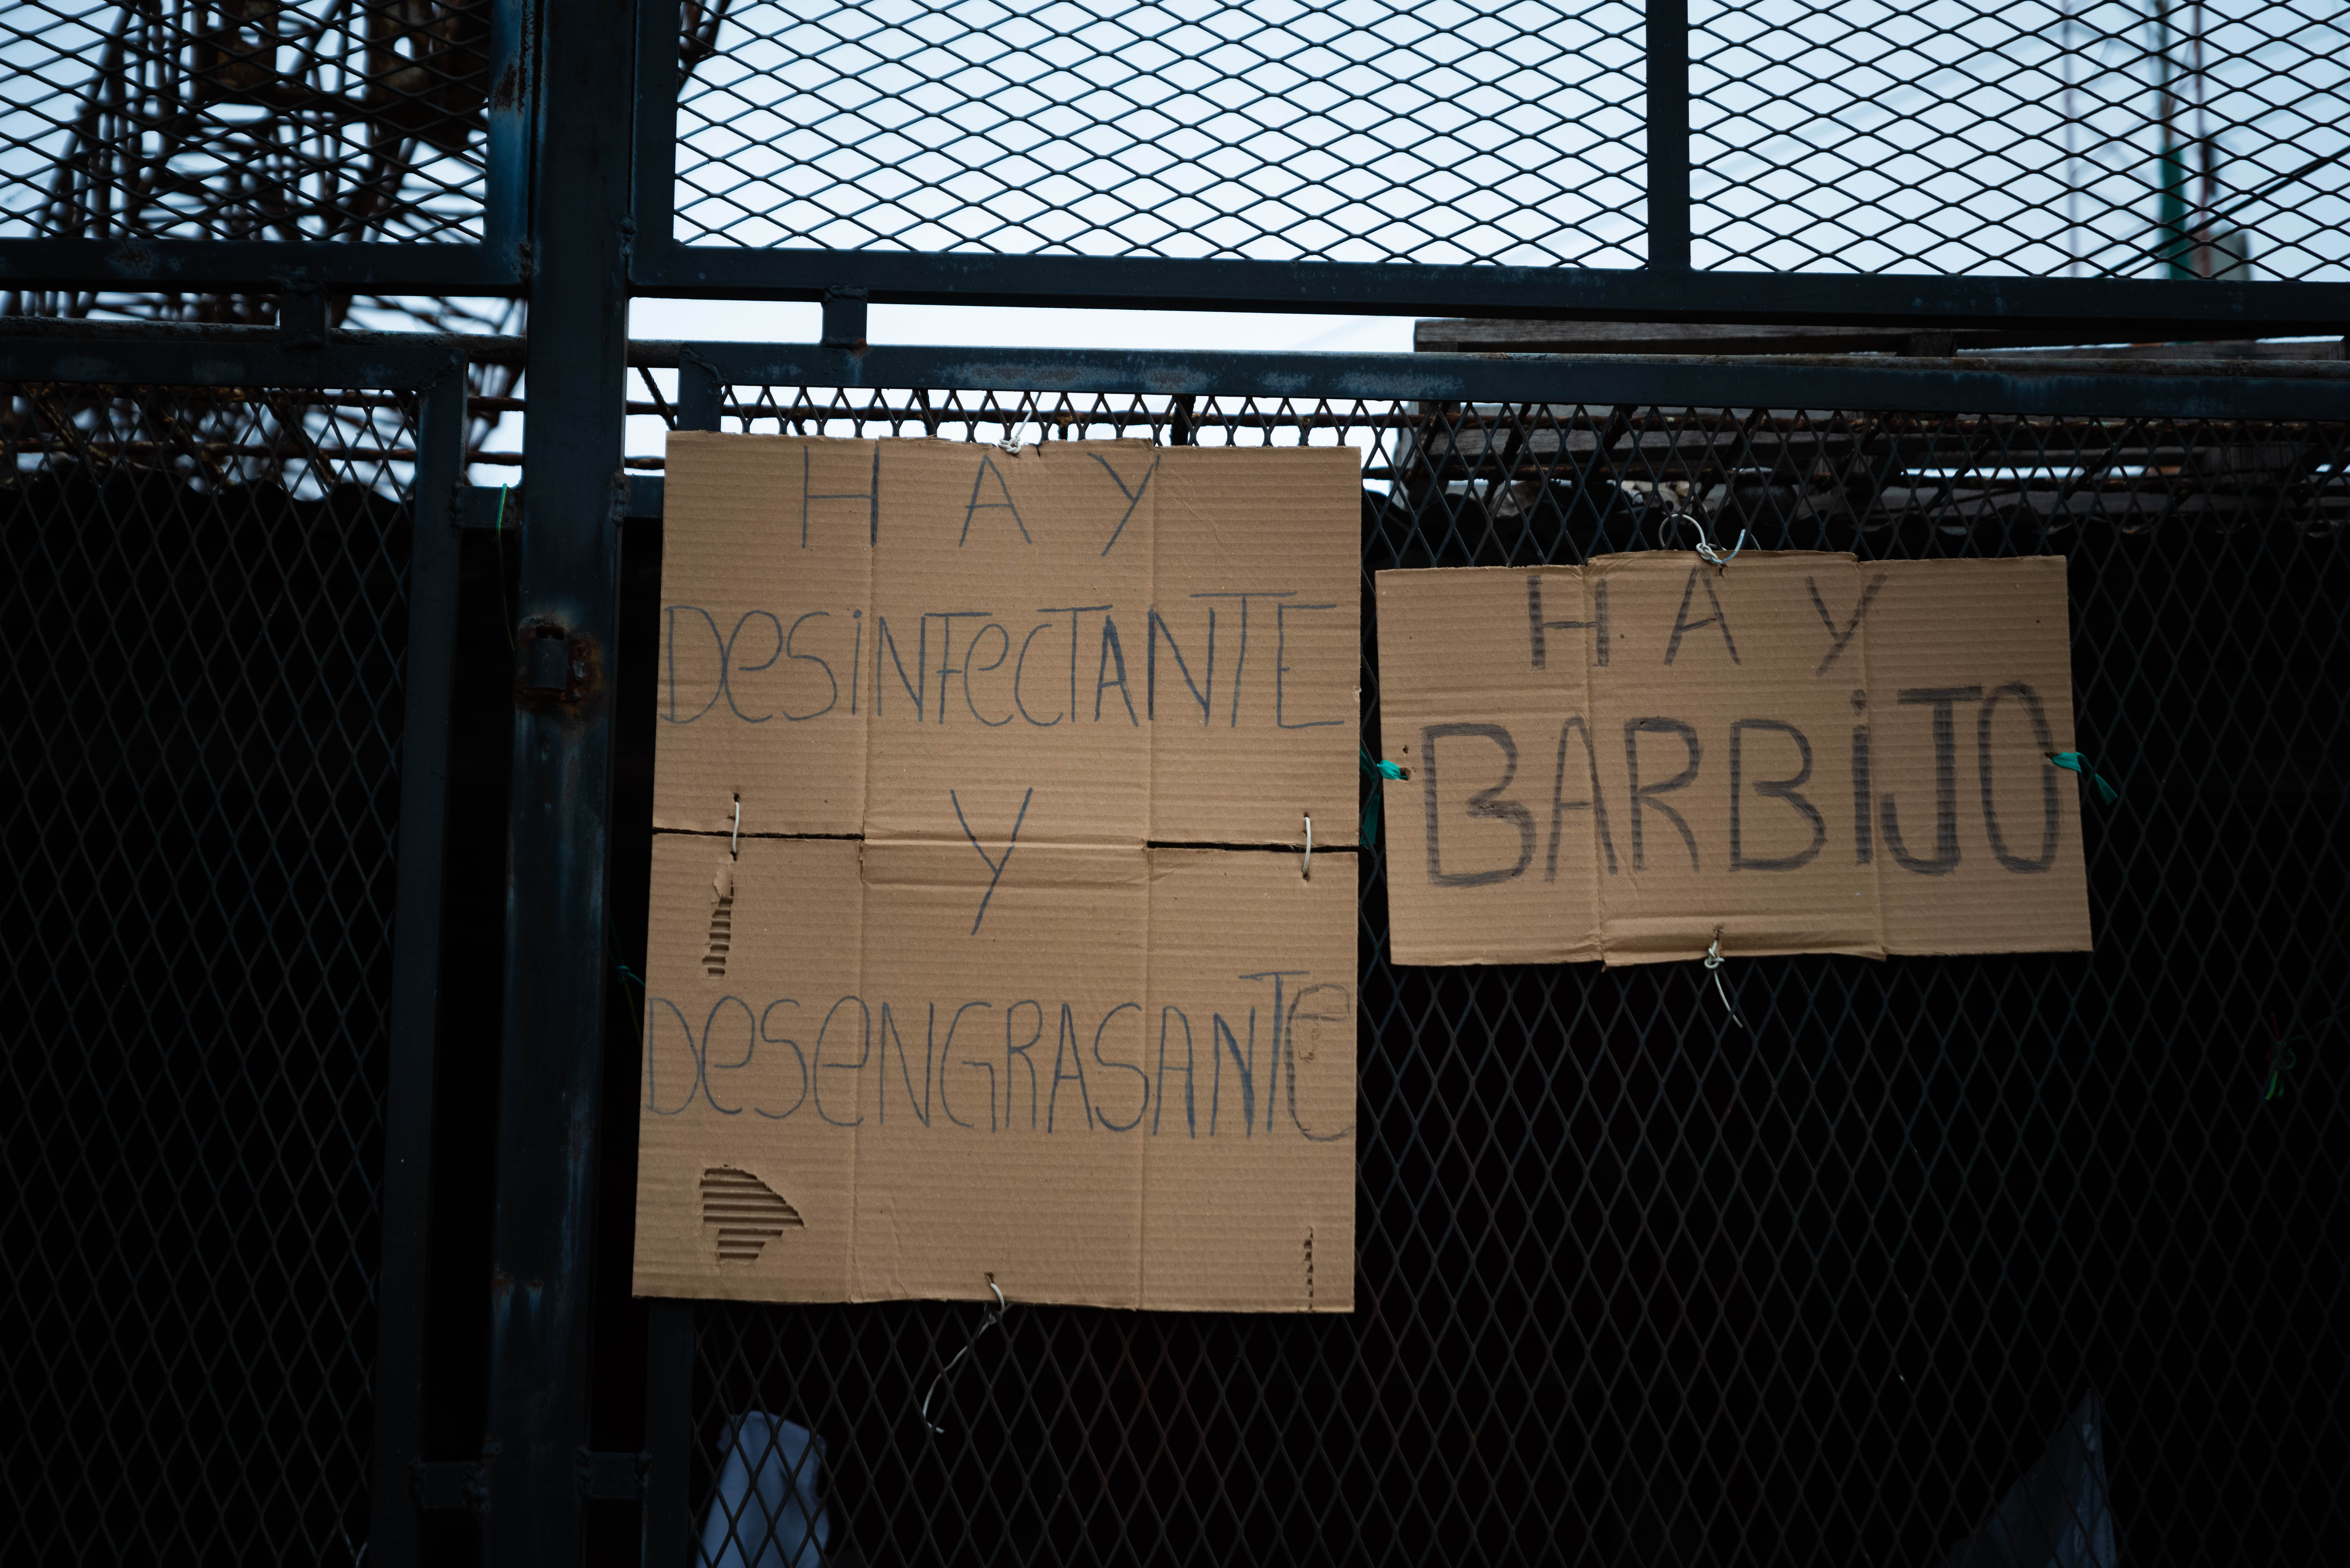 HAY
DesiNFecTANTE
Y
DeSeNGRASANTe
HAY
BARBiJO